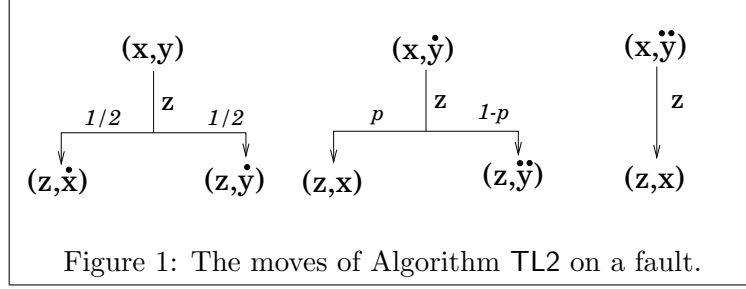 (x,y) (x,ẏ) (x,ÿ)
z z z
1/2 1/2 p 1-p
(z,ẋ) (z,ẏ) (z,x) (z,ÿ) (z,x)
Figure 1: The moves of Algorithm TL2 on a fault.